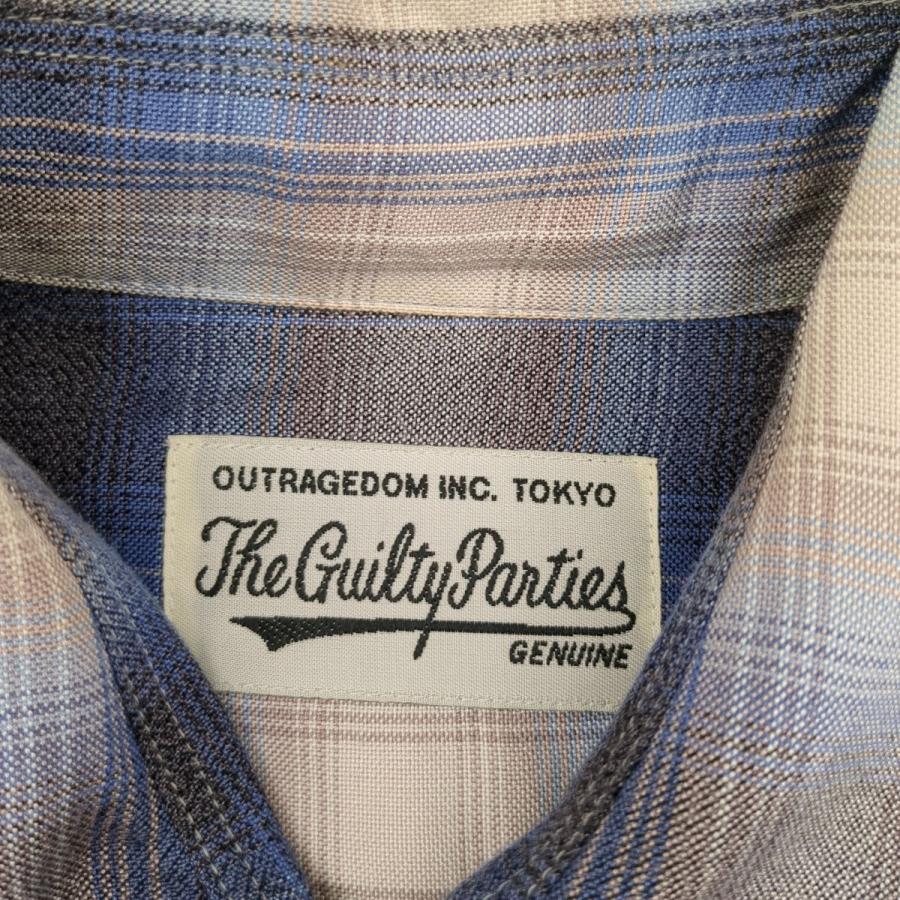 OUTRAGEDOM INC. TOKYO
The Guilty Parties
GENUINE